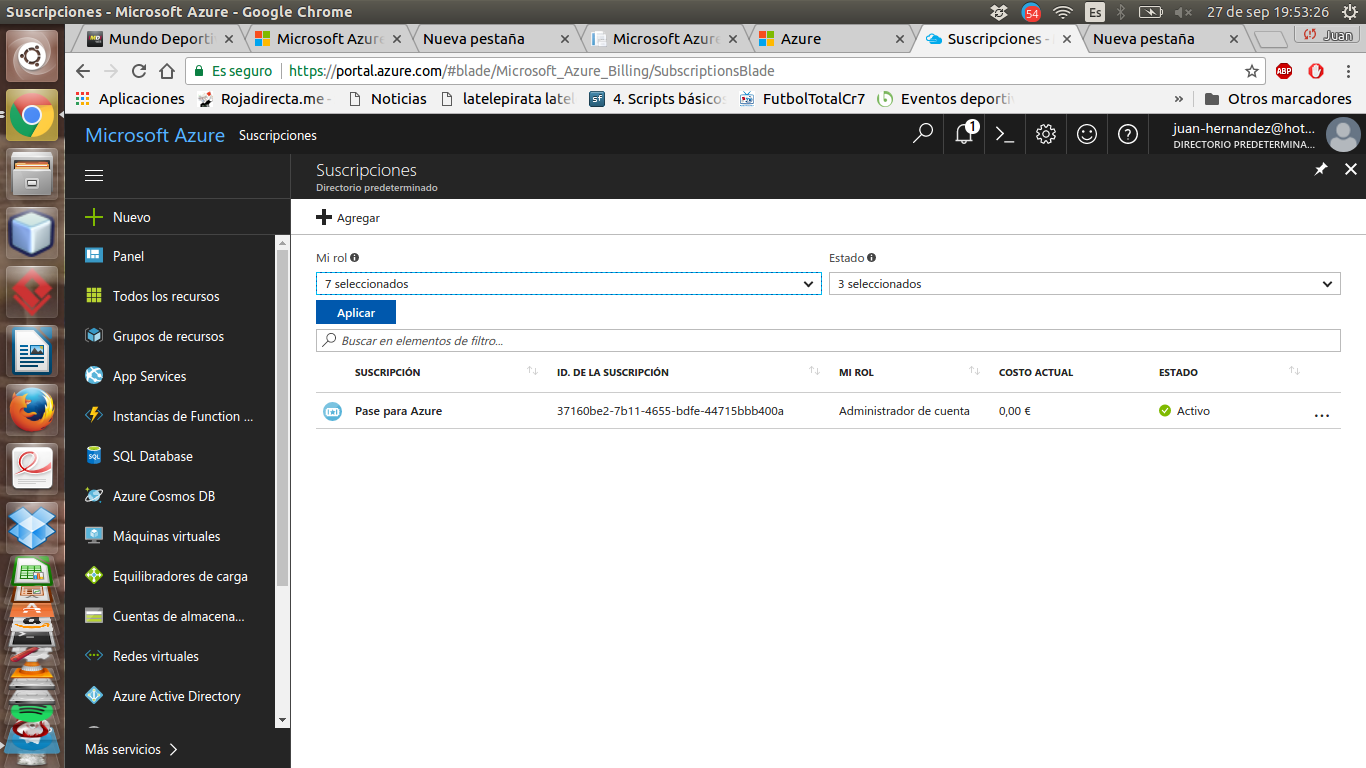 Suscripciones - Microsoft Azure - Google Chrome
54
Es
27 de sep 19:53:26
Mundo Deporti
Microsoft Azure
Nueva pestaña
Microsoft Azure
Azure
Suscripciones -
Nueva pestaña
Juan
Es seguro
https://portal.azure.com/#blade/Microsoft_Azure_Billing/SubscriptionsBlade
ABP
Aplicaciones
Rojadirecta.me -
Noticias
latelepirata late
sf
4. Scripts básicos
FutbolTotalCr7
Eventos deporti
»
Otros marcadores
Microsoft Azure
Suscripciones
1
juan-hernandez@hot...
DIRECTORIO PREDETERMINA...
Suscripciones
Directorio predeterminado
Nuevo
Panel
Todos los recursos
Grupos de recursos
App Services
Instancias de Function ...
SQL Database
Azure Cosmos DB
Máquinas virtuales
Equilibradores de carga
Cuentas de almacena...
Redes virtuales
Azure Active Directory
Más servicios
Agregar
Mi rol
Estado
7 seleccionados
3 seleccionados
Aplicar
Buscar en elementos de filtro...
SUSCRIPCIÓN
ID. DE LA SUSCRIPCIÓN
MI ROL
COSTO ACTUAL
ESTADO
Pase para Azure
37160be2-7b11-4655-bdfe-44715bbb400a
Administrador de cuenta
0,00 €
Activo
...